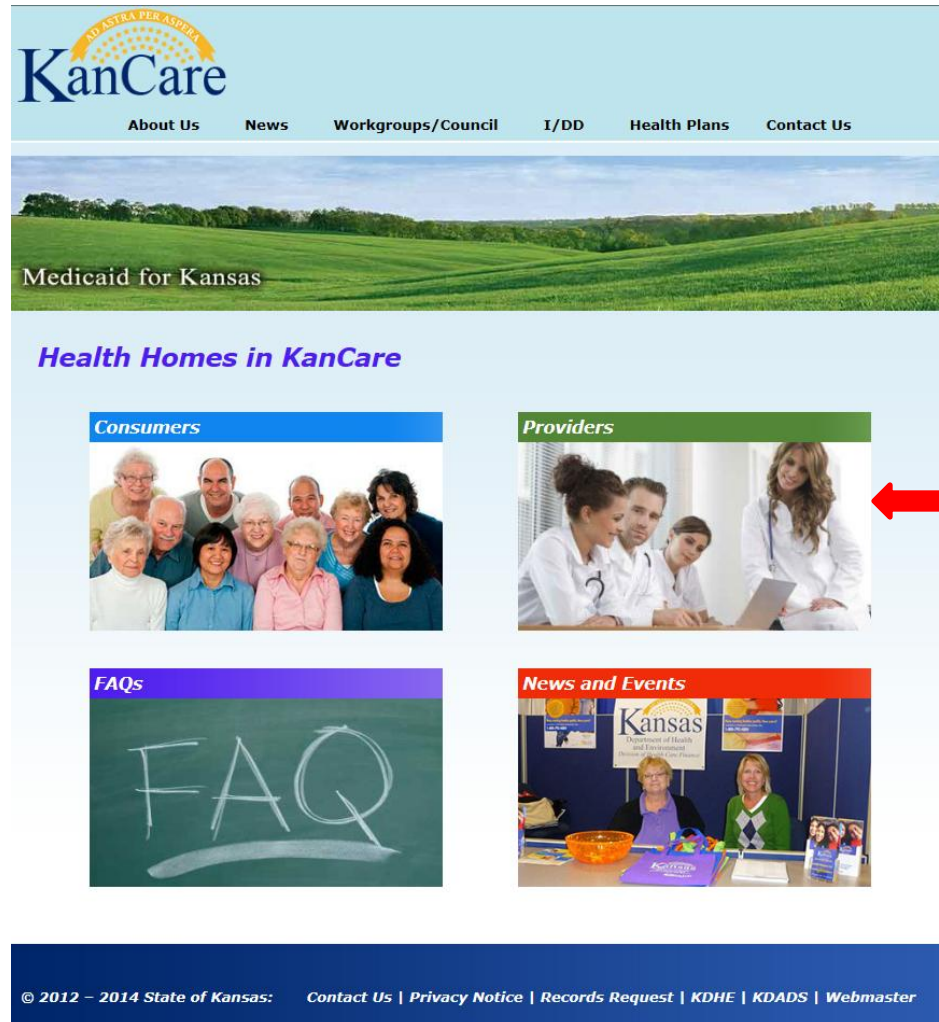 AD ASTRA PER ASPERA
KanCare
About Us News Workgroups/Council I/DD Health Plans Contact Us
Medicaid for Kansas
Health Homes in KanCare
Consumers
Providers
FAQs
FAQ
News and Events
Kansas
Department of Health
and Environment
Division of Health Care Finance
KanCare
© 2012 – 2014 State of Kansas: Contact Us | Privacy Notice | Records Request | KDHE | KDADS | Webmaster